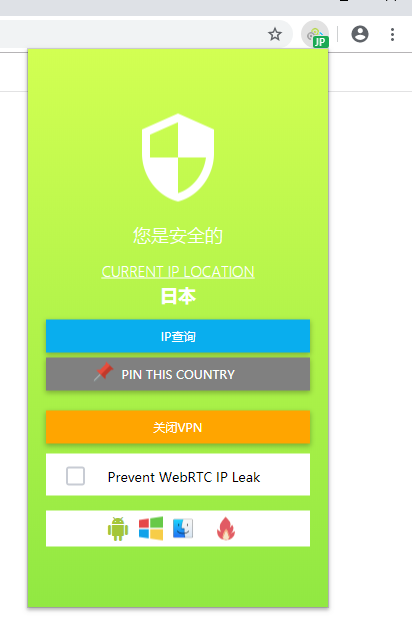 JP
您是安全的
CURRENT IP LOCATION
日本
IP查询
PIN THIS COUNTRY
关闭VPN
Prevent WebRTC IP Leak